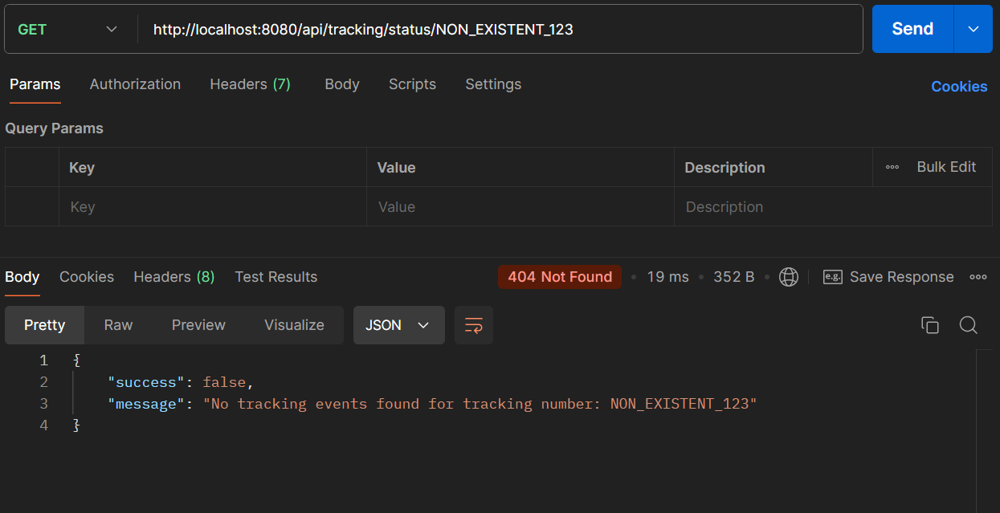 GET http://localhost:8080/api/tracking/status/NON_EXISTENT_123 Send
Params Authorization Headers (7) Body Scripts Settings Cookies
Query Params
Key Value Description Bulk Edit
Key Value Description
Body Cookies Headers (8) Test Results 404 Not Found • 19 ms • 352 B • e.g. Save Response
Pretty Raw Preview Visualize JSON
1 {
2 "success": false,
3 "message": "No tracking events found for tracking number: NON_EXISTENT_123"
4 }